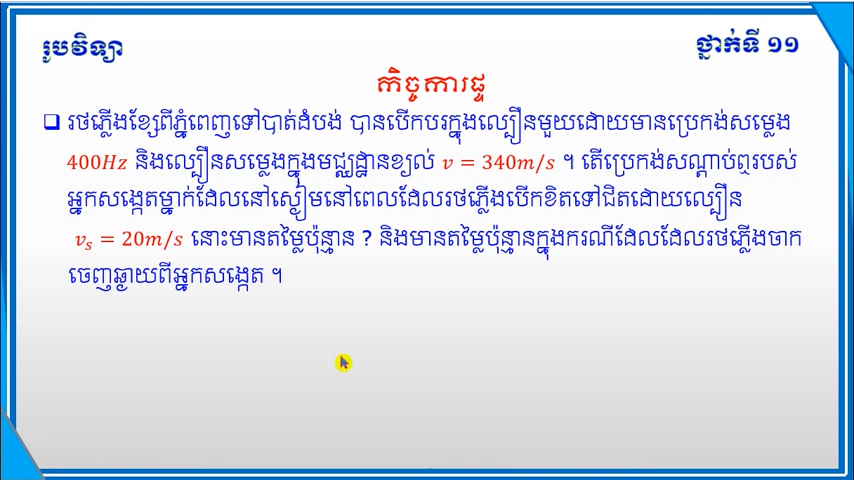 រូបវិទ្យា
ថ្នាក់ទី ១១
កិច្ចការផ្ទះ
រថភ្លើងខ្សែពីភ្នំពេញទៅបាត់ដំបង់ បានបើកបរក្នុងល្បឿនមួយដោយមានប្រេកង់សម្លេង
400Hz និងល្បឿនសម្លេងក្នុងមជ្ឈដ្ឋានខ្យល់ v = 340m/s ។ តើប្រេកង់សណ្តាប់ឮរបស់
អ្នកសង្កេតម្នាក់ដែលនៅស្ងៀមនៅពេលដែលរថភ្លើងបើកខិតទៅជិតដោយល្បឿន
vₛ = 20m/s នោះមានតម្លៃប៉ុន្មាន ? និងមានតម្លៃប៉ុន្មានក្នុងករណីដែលដែលរថភ្លើងចាក
ចេញឆ្ងាយពីអ្នកសង្កេត ។